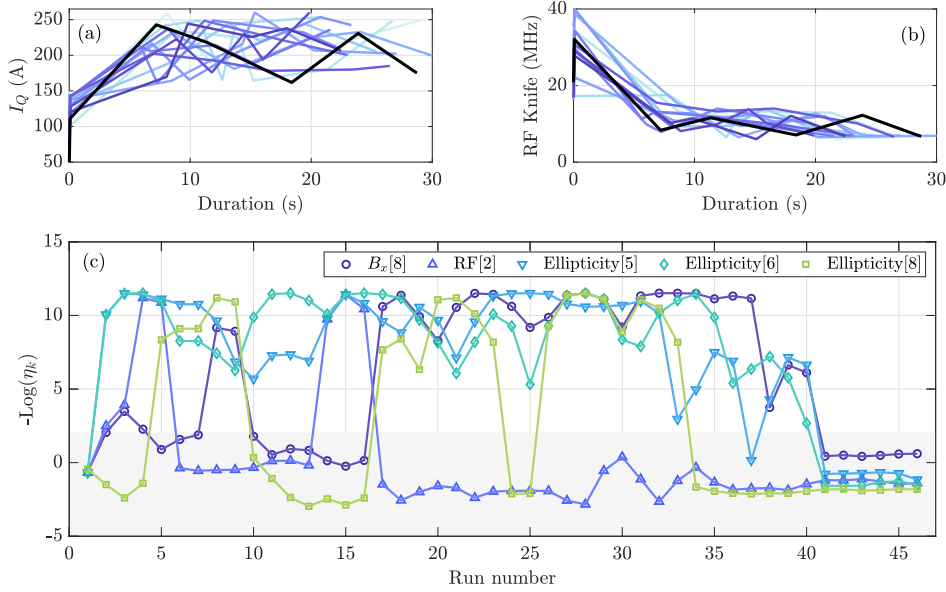 (a)
I_Q (A)
250
200
150
100
50
0
10
20
30
Duration (s)
(b)
RF Knife (MHz)
40
20
0
0
10
20
30
Duration (s)
(c)
B_x[8]
RF[2]
Ellipticity[5]
Ellipticity[6]
Ellipticity[8]
-Log(η_k)
15
10
5
0
-5
0
5
10
15
20
25
30
35
40
45
Run number